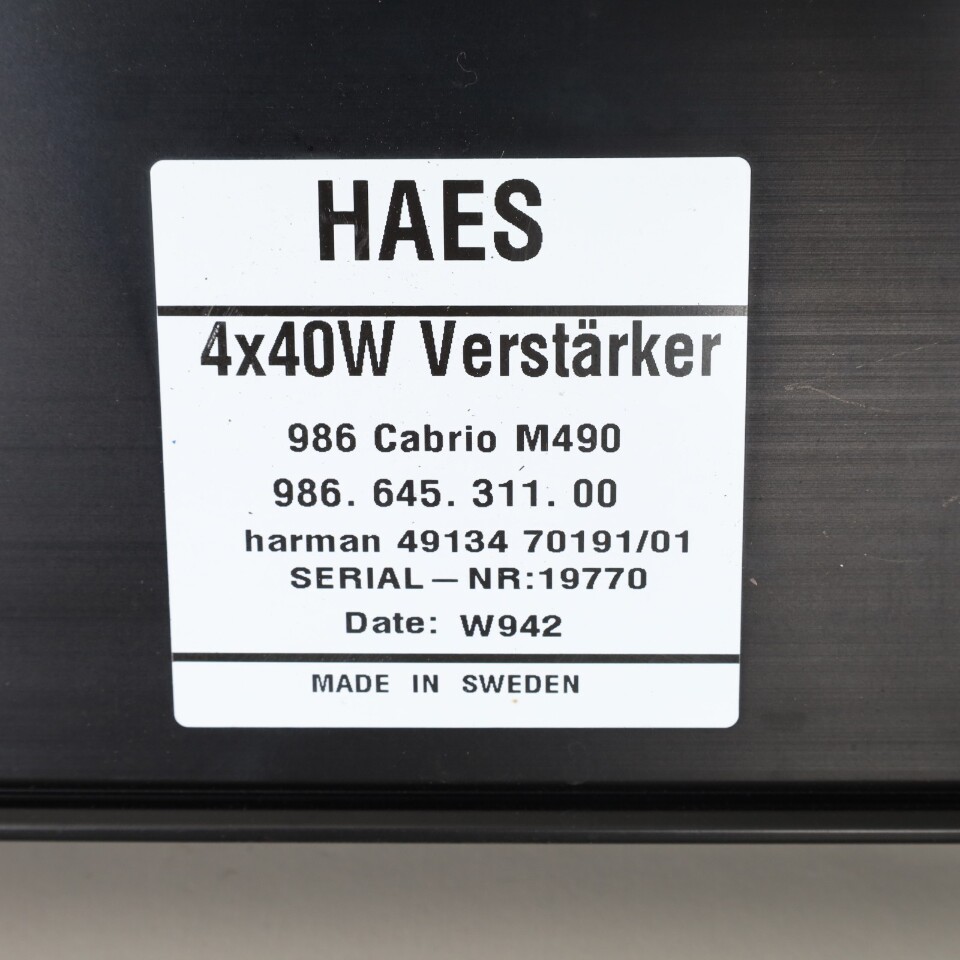 HAES
4x40W Verstärker
986 Cabrio M490
986. 645. 311. 00
harman 49134 70191/01
SERIAL – NR:19770
Date: W942
MADE IN SWEDEN